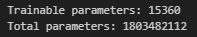 Trainable parameters: 15360
Total parameters: 1803482112